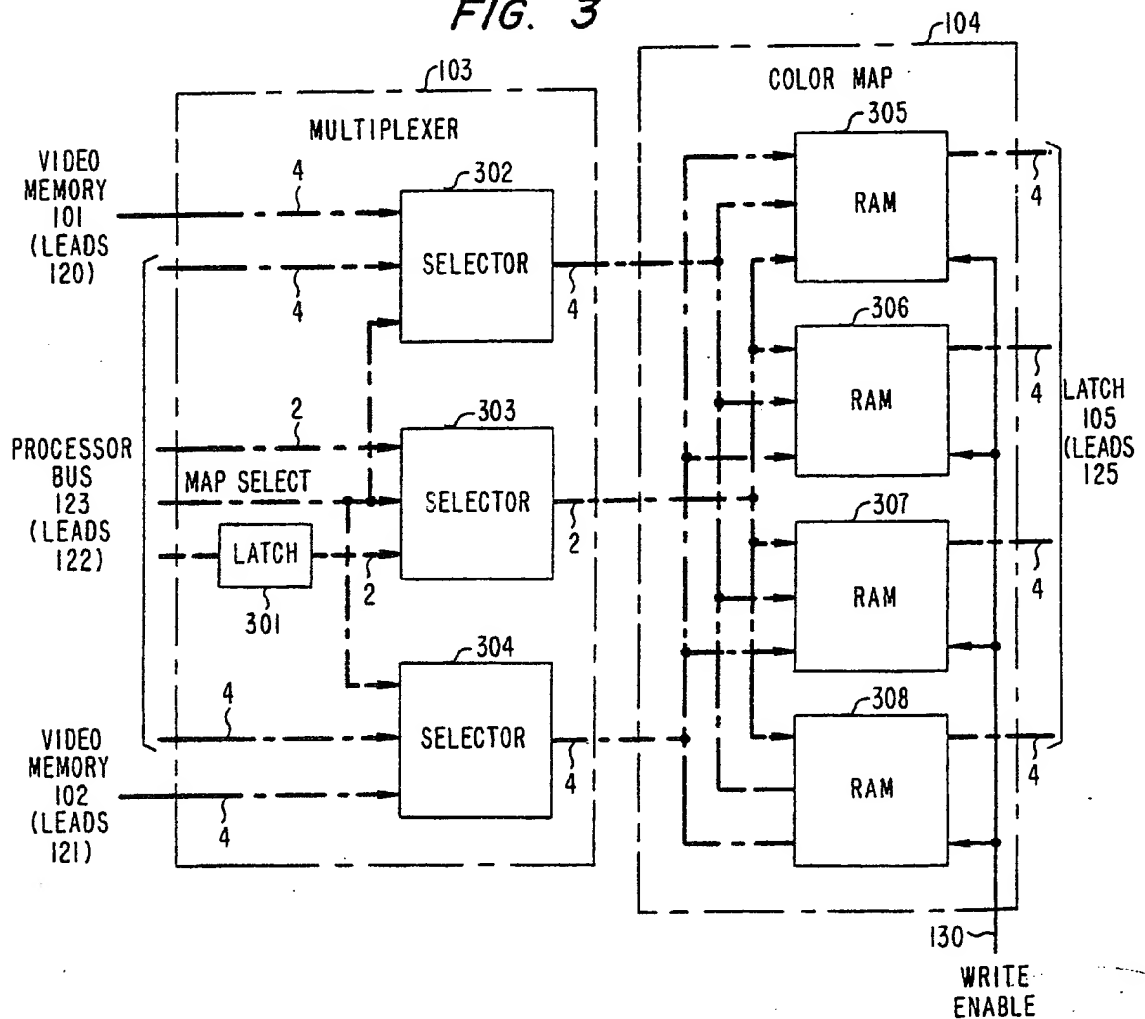 FIG. 3
103
MULTIPLEXER
VIDEO
MEMORY
101
(LEADS
120)
4
4
302
SELECTOR
4
PROCESSOR
BUS
123
(LEADS
122)
2
MAP SELECT
303
SELECTOR
2
LATCH
301
2
304
SELECTOR
4
4
VIDEO
MEMORY
102
(LEADS
121)
4
104
COLOR MAP
305
RAM
4
306
RAM
4
307
RAM
4
308
RAM
4
LATCH
105
(LEADS
125
130
WRITE
ENABLE